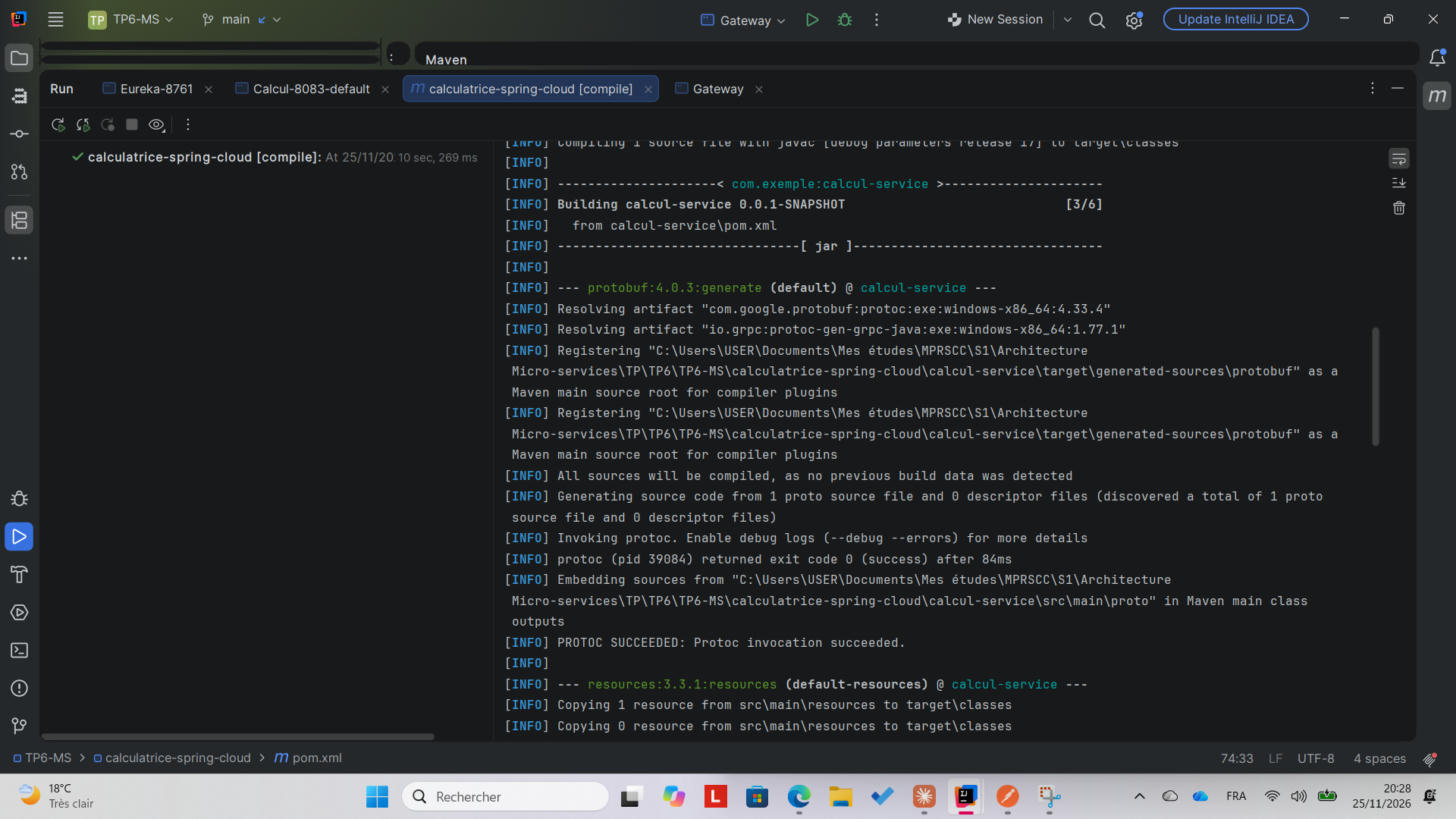 TP TP6-MS main Gateway New Session Update IntelliJ IDEA
Maven
Run Eureka-8761 Calcul-8083-default m calculatrice-spring-cloud [compile] Gateway m
calculatrice-spring-cloud [compile]: At 25/11/20 10 sec, 269 ms
[INFO] Compiling 1 source file with javac [debug parameters release 17] to target\classes
[INFO]
[INFO] ---------------------< com.exemple:calcul-service >---------------------
[INFO] Building calcul-service 0.0.1-SNAPSHOT [3/6]
[INFO]   from calcul-service\pom.xml
[INFO] --------------------------------[ jar ]---------------------------------
[INFO]
[INFO] --- protobuf:4.0.3:generate (default) @ calcul-service ---
[INFO] Resolving artifact "com.google.protobuf:protoc:exe:windows-x86_64:4.33.4"
[INFO] Resolving artifact "io.grpc:protoc-gen-grpc-java:exe:windows-x86_64:1.77.1"
[INFO] Registering "C:\Users\USER\Documents\Mes études\MPRSCC\S1\Architecture
Micro-services\TP\TP6\TP6-MS\calculatrice-spring-cloud\calcul-service\target\generated-sources\protobuf" as a
Maven main source root for compiler plugins
[INFO] Registering "C:\Users\USER\Documents\Mes études\MPRSCC\S1\Architecture
Micro-services\TP\TP6\TP6-MS\calculatrice-spring-cloud\calcul-service\target\generated-sources\protobuf" as a
Maven main source root for compiler plugins
[INFO] All sources will be compiled, as no previous build data was detected
[INFO] Generating source code from 1 proto source file and 0 descriptor files (discovered a total of 1 proto
source file and 0 descriptor files)
[INFO] Invoking protoc. Enable debug logs (--debug --errors) for more details
[INFO] protoc (pid 39084) returned exit code 0 (success) after 84ms
[INFO] Embedding sources from "C:\Users\USER\Documents\Mes études\MPRSCC\S1\Architecture
Micro-services\TP\TP6\TP6-MS\calculatrice-spring-cloud\calcul-service\src\main\proto" in Maven main class
outputs
[INFO] PROTOC SUCCEEDED: Protoc invocation succeeded.
[INFO]
[INFO] --- resources:3.3.1:resources (default-resources) @ calcul-service ---
[INFO] Copying 1 resource from src\main\resources to target\classes
[INFO] Copying 0 resource from src\main\resources to target\classes
TP6-MS > calculatrice-spring-cloud > m pom.xml 74:33 LF UTF-8 4 spaces
18°C
Très clair
Rechercher
L
FRA
20:28
25/11/2026